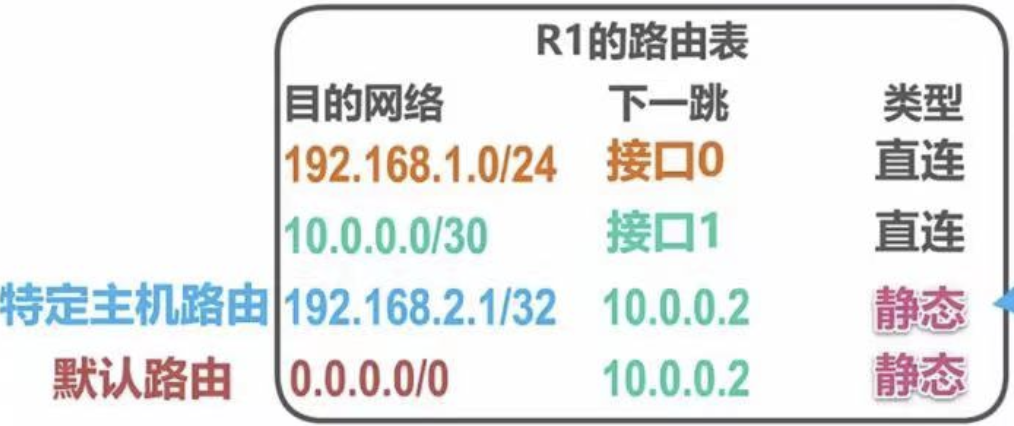 R1的路由表
目的网络 下一跳 类型
192.168.1.0/24 接口0 直连
10.0.0.0/30 接口1 直连
特定主机路由 192.168.2.1/32 10.0.0.2 静态
默认路由 0.0.0.0/0 10.0.0.2 静态